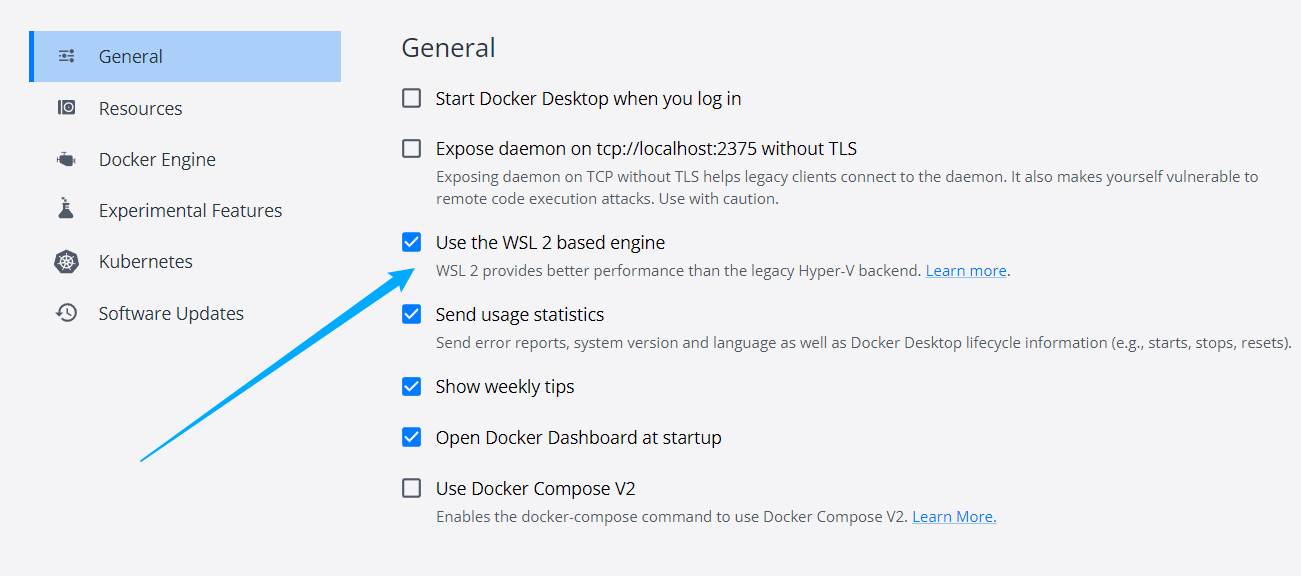 General
Resources
Docker Engine
Experimental Features
Kubernetes
Software Updates
General
Start Docker Desktop when you log in
Expose daemon on tcp://localhost:2375 without TLS
Exposing daemon on TCP without TLS helps legacy clients connect to the daemon. It also makes yourself vulnerable to
remote code execution attacks. Use with caution.
Use the WSL 2 based engine
WSL 2 provides better performance than the legacy Hyper-V backend. Learn more.
Send usage statistics
Send error reports, system version and language as well as Docker Desktop lifecycle information (e.g., starts, stops, resets).
Show weekly tips
Open Docker Dashboard at startup
Use Docker Compose V2
Enables the docker-compose command to use Docker Compose V2. Learn More.